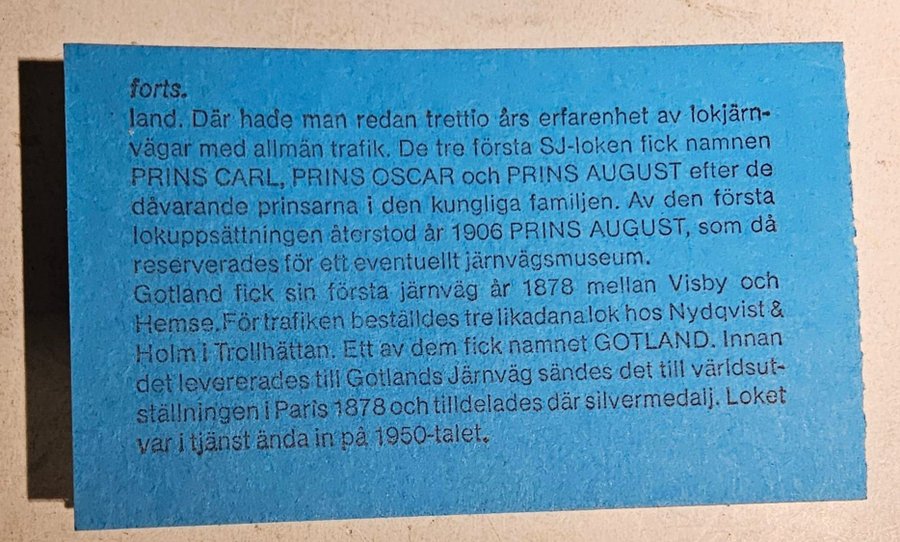 forts.
land. Där hade man redan trettio års erfarenhet av lokjärn-
vägar med allmän trafik. De tre första SJ-loken fick namnen
PRINS CARL, PRINS OSCAR och PRINS AUGUST efter de
dåvarande prinsarna i den kungliga familjen. Av den första
lokuppsättningen återstod år 1906 PRINS AUGUST, som då
reserverades för ett eventuellt järnvägsmuseum.
Gotland fick sin första järnväg år 1878 mellan Visby och
Hemse. För trafiken beställdes tre likadana lok hos Nydqvist &
Holm i Trollhättan. Ett av dem fick namnet GOTLAND. Innan
det levererades till Gotlands Järnväg sändes det till världsut-
ställningen i Paris 1878 och tilldelades där silvermedalj. Loket
var i tjänst ända in på 1950-talet.